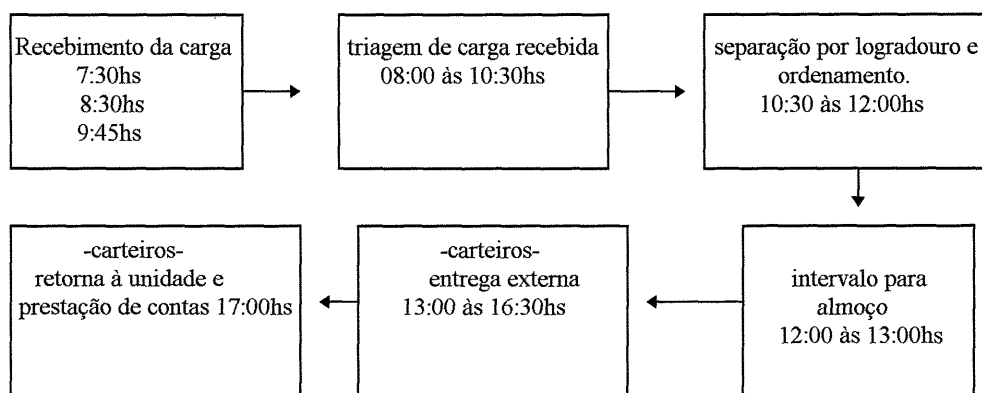 Recebimento da carga
7:30hs
8:30hs
9:45hs
triagem de carga recebida
08:00 às 10:30hs
separação por logradouro e
ordenamento.
10:30 às 12:00hs
-carteiros-
retorna à unidade e
prestação de contas 17:00hs
-carteiros-
entrega externa
13:00 às 16:30hs
intervalo para
almoço
12:00 às 13:00hs